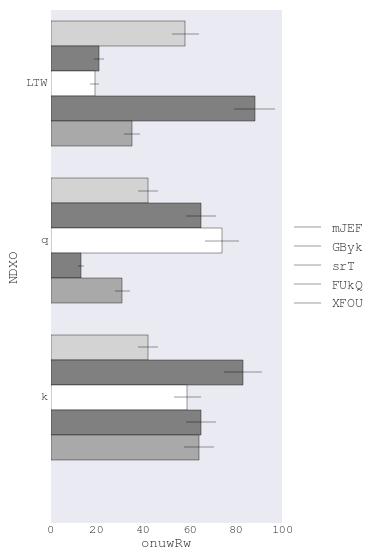 LTW
q
k
NDXO
0 20 40 60 80 100
onuwRw
mJEF
GByk
srT
FUkQ
XFOU